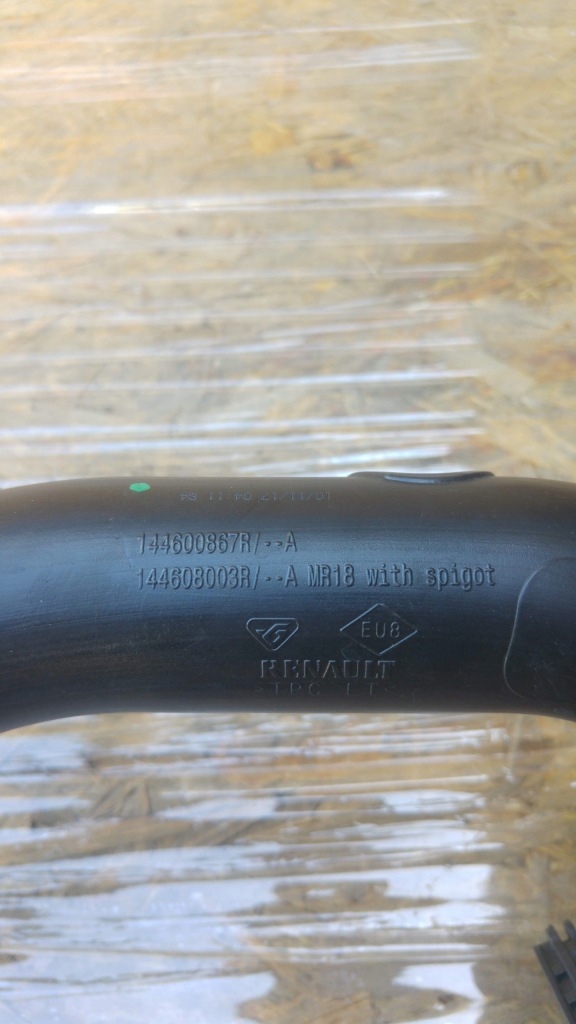 144600867R/--A
144608003R/--A MR18 with spigot
EU8
RENAULT